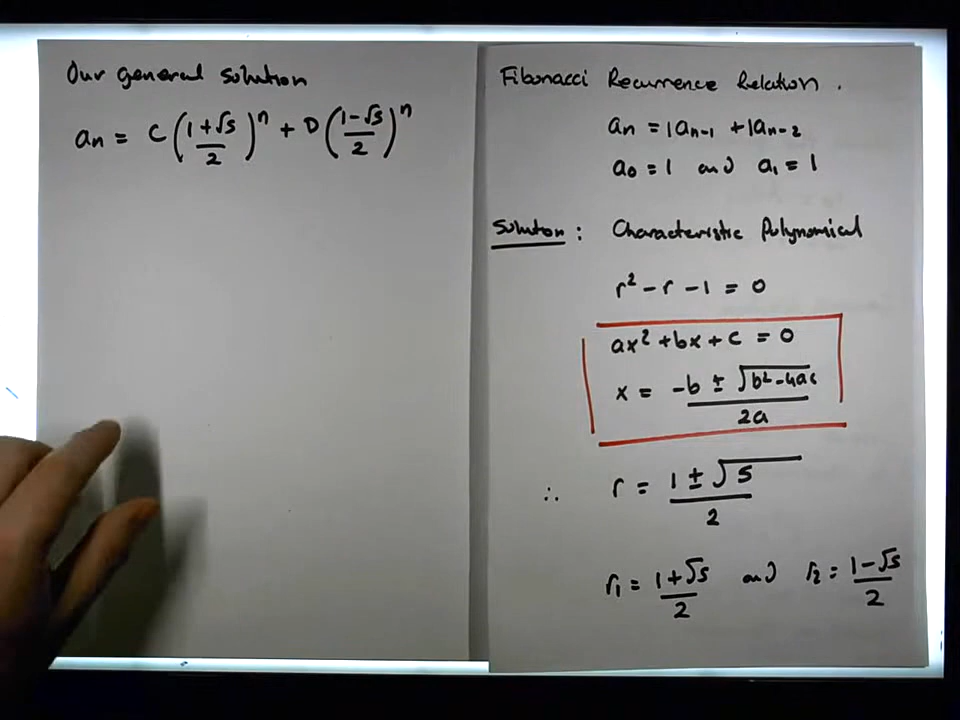 Our general solution
aₙ = C ((1+√5)/2)ⁿ + D ((1-√5)/2)ⁿ
Fibonacci Recurrence Relation.
aₙ = 1aₙ₋₁ + 1aₙ₋₂
a₀ = 1 and a₁ = 1
Solution: Characteristic Polynomical
r² - r - 1 = 0
ax² + bx + c = 0
x = (-b ± √(b²-4ac))/(2a)
∴ r = (1 ± √5)/2
r₁ = (1+√5)/2 and r₂ = (1-√5)/2